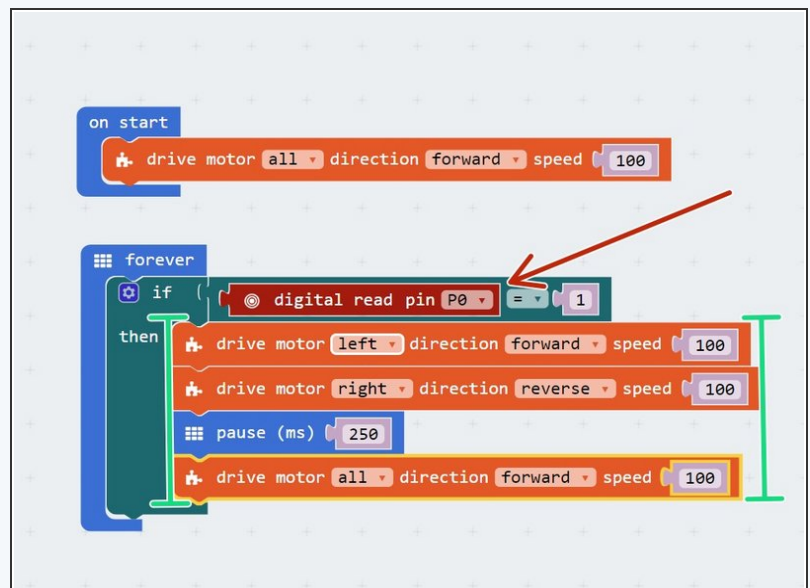 on start
drive motor all direction forward speed 100
forever
if digital read pin P0 = 1
then
drive motor left direction forward speed 100
drive motor right direction reverse speed 100
pause (ms) 250
drive motor all direction forward speed 100